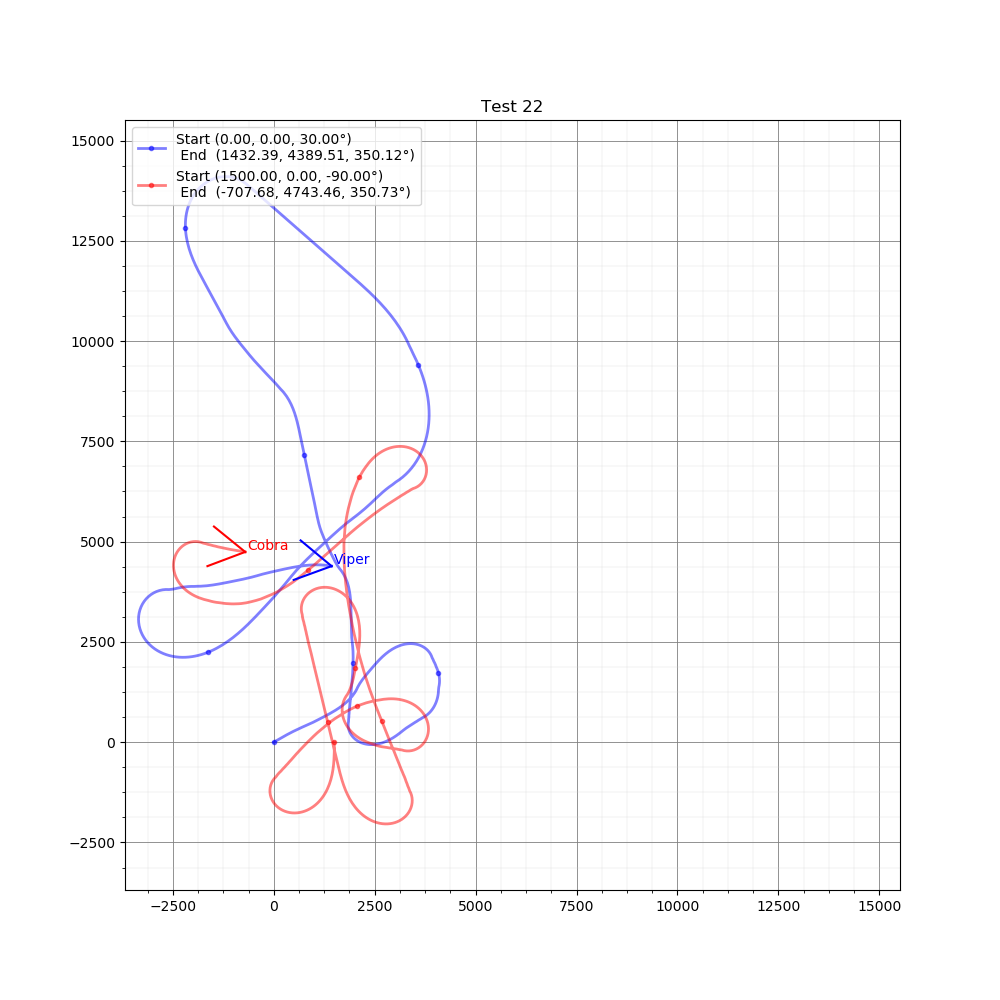 Test 22
Start (0.00, 0.00, 30.00°)
End (1432.39, 4389.51, 350.12°)
Start (1500.00, 0.00, -90.00°)
End (-707.68, 4743.46, 350.73°)
15000
12500
10000
7500
5000
2500
0
−2500
Cobra
Viper
−2500 0 2500 5000 7500 10000 12500 15000